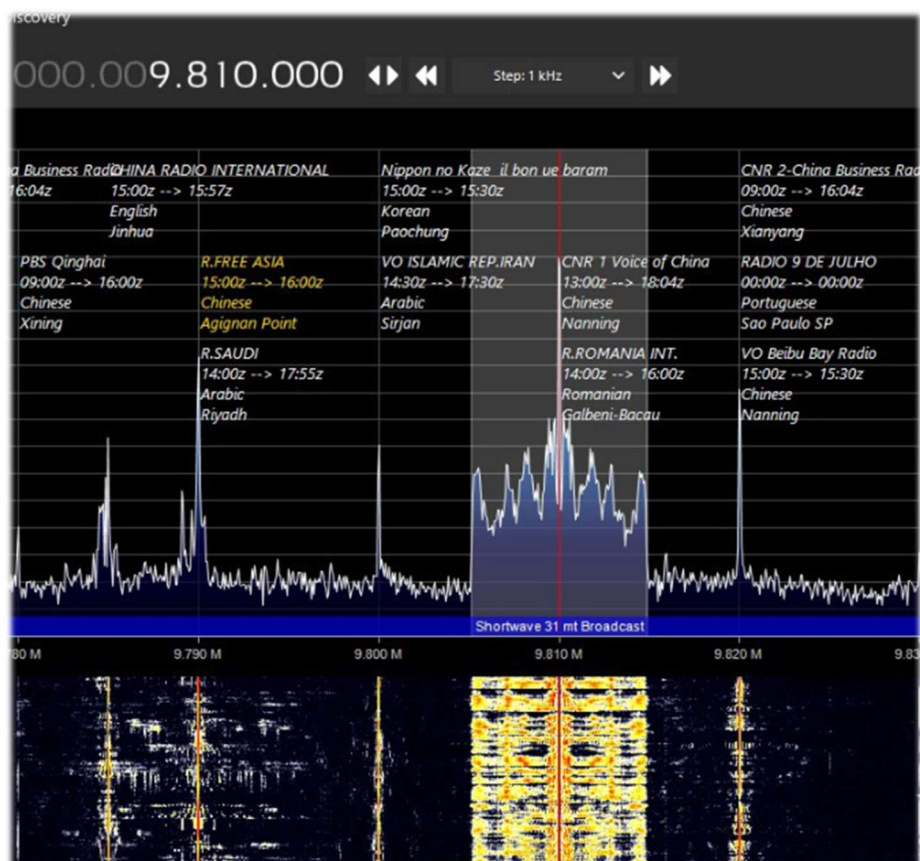 iscovery
000.009.810.000
Step: 1 kHz
a Business Radio
16:04z
CHINA RADIO INTERNATIONAL
15:00z --> 15:57z
English
Jinhua
Nippon no Kaze il bon ue baram
15:00z --> 15:30z
Korean
Paochung
CNR 2-China Business Rad
09:00z --> 16:04z
Chinese
Xianyang
PBS Qinghai
09:00z --> 16:00z
Chinese
Xining
R.FREE ASIA
15:00z --> 16:00z
Chinese
Agignan Point
VO ISLAMIC REP.IRAN
14:30z --> 17:30z
Arabic
Sirjan
CNR 1 Voice of China
13:00z --> 18:04z
Chinese
Nanning
RADIO 9 DE JULHO
00:00z --> 00:00z
Portuguese
Sao Paulo SP
R.SAUDI
14:00z --> 17:55z
Arabic
Riyadh
R.ROMANIA INT.
14:00z --> 16:00z
Romanian
Galbeni-Bacau
VO Beibu Bay Radio
15:00z --> 15:30z
Chinese
Nanning
Shortwave 31 mt Broadcast
780 M 9.790 M 9.800 M 9.810 M 9.820 M 9.83